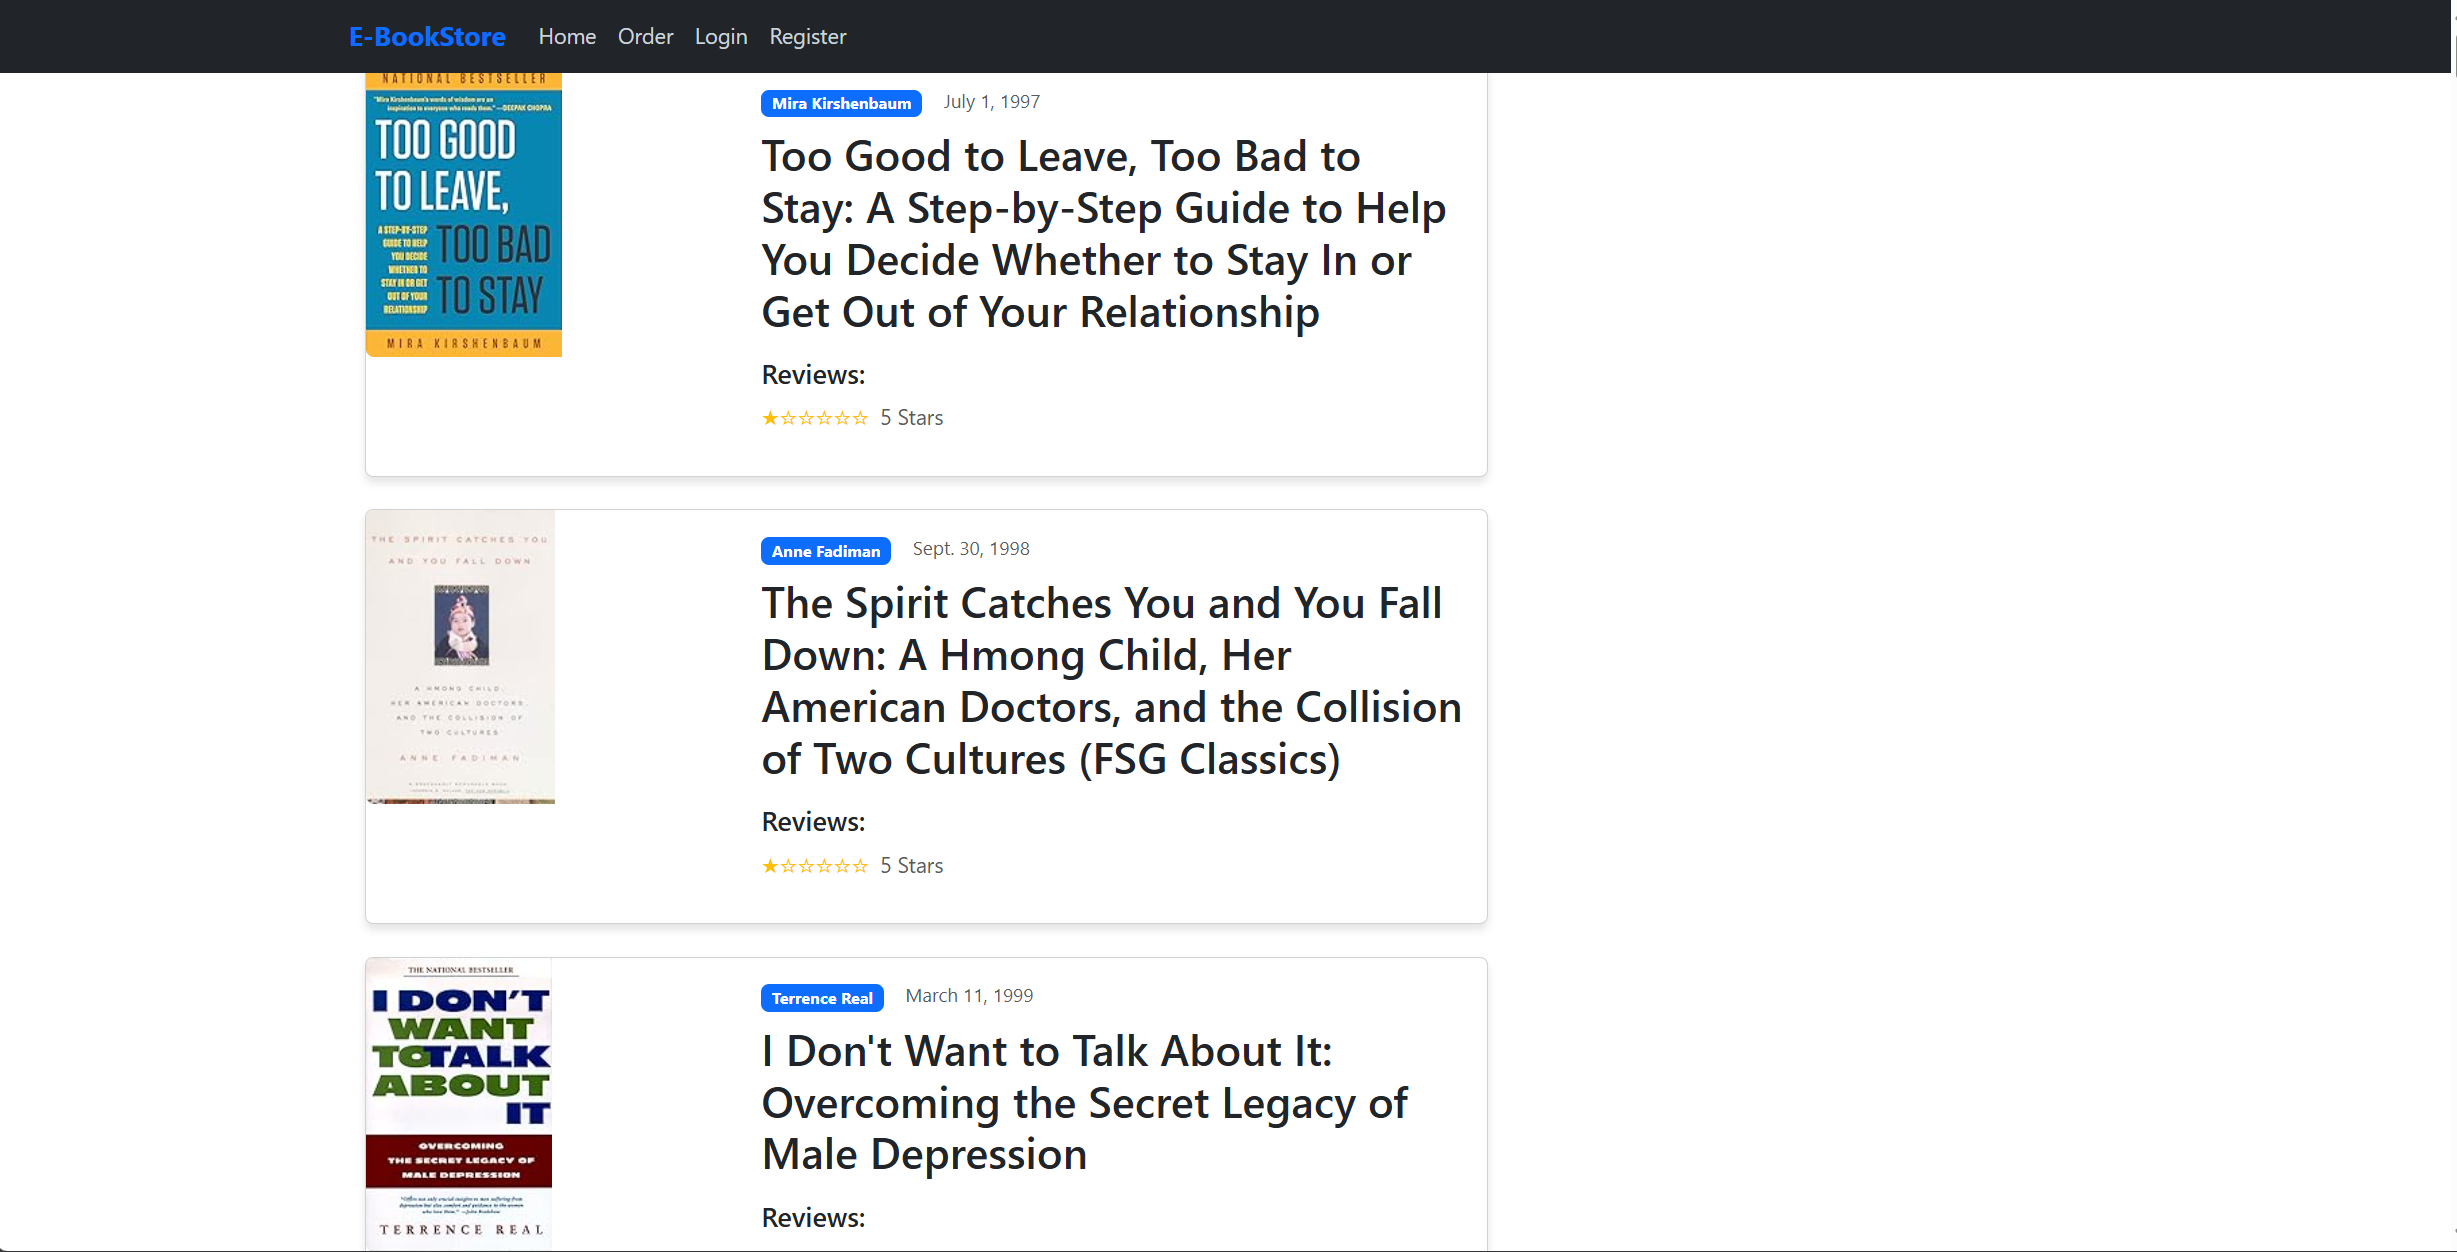 E-BookStore Home Order Login Register
NATIONAL BESTSELLER
"Mira Kirshenbaum's words of wisdom are an
inspiration to everyone who reads them."—DEEPAK CHOPRA
TOO GOOD
TO LEAVE,
A STEP-BY-STEP
GUIDE TO HELP
YOU DECIDE
WHETHER TO
STAY IN OR GET
OUT OF YOUR
RELATIONSHIP
TOO BAD
TO STAY
MIRA KIRSHENBAUM
Mira Kirshenbaum July 1, 1997
Too Good to Leave, Too Bad to
Stay: A Step-by-Step Guide to Help
You Decide Whether to Stay In or
Get Out of Your Relationship
Reviews:
★☆☆☆☆☆ 5 Stars
THE SPIRIT CATCHES YOU
AND YOU FALL DOWN
A HMONG CHILD,
HER AMERICAN DOCTORS,
AND THE COLLISION OF
TWO CULTURES
ANNE FADIMAN
Anne Fadiman Sept. 30, 1998
The Spirit Catches You and You Fall
Down: A Hmong Child, Her
American Doctors, and the Collision
of Two Cultures (FSG Classics)
Reviews:
★☆☆☆☆☆ 5 Stars
THE NATIONAL BESTSELLER
I DON'T
WANT
TO TALK
ABOUT
IT
OVERCOMING
THE SECRET LEGACY OF
MALE DEPRESSION
TERRENCE REAL
Terrence Real March 11, 1999
I Don't Want to Talk About It:
Overcoming the Secret Legacy of
Male Depression
Reviews: